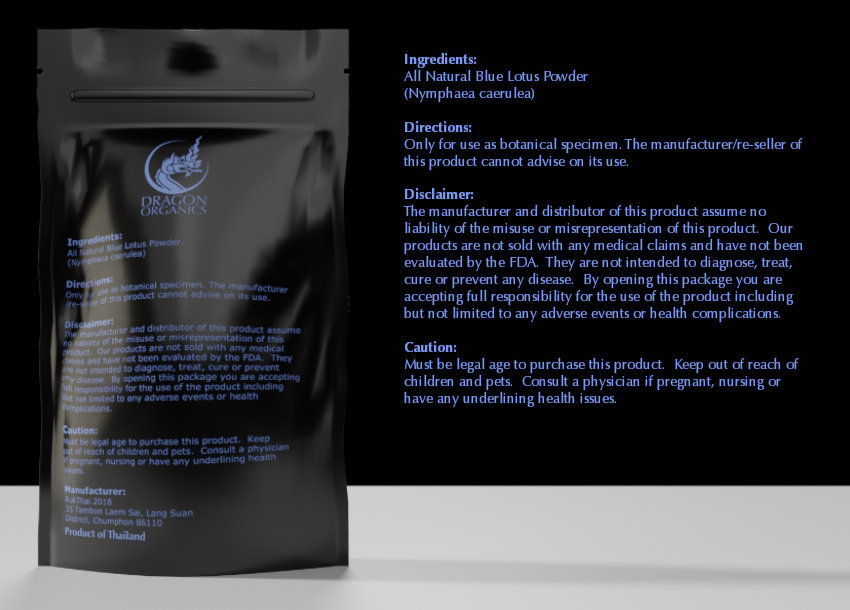 DRAGON
ORGANICS
Ingredients:
All Natural Blue Lotus Powder.
(Nymphaea caerulea)
Directions:
Only for use as botanical specimen. The manufacturer
/re-seller of this product cannot advise on its use.
Disclaimer:
The manufacturer and distributor of this product assume
no liability of the misuse or misrepresentation of this
product. Our products are not sold with any medical
claims and have not been evaluated by the FDA. They
are not intended to diagnose, treat, cure or prevent
any disease. By opening this package you are accepting
full responsibility for the use of the product including
but not limited to any adverse events or health
complications.
Caution:
Must be legal age to purchase this product. Keep
out of reach of children and pets. Consult a physician
if pregnant, nursing or have any underlining health
issues.
Manufacturer:
RukThai 2018
35 Tambon Laem Sai, Lang Suan
District, Chumphon 86110
Product of Thailand
Ingredients:
All Natural Blue Lotus Powder
(Nymphaea caerulea)
Directions:
Only for use as botanical specimen. The manufacturer/re-seller of
this product cannot advise on its use.
Disclaimer:
The manufacturer and distributor of this product assume no
liability of the misuse or misrepresentation of this product. Our
products are not sold with any medical claims and have not been
evaluated by the FDA. They are not intended to diagnose, treat,
cure or prevent any disease. By opening this package you are
accepting full responsibility for the use of the product including
but not limited to any adverse events or health complications.
Caution:
Must be legal age to purchase this product. Keep out of reach of
children and pets. Consult a physician if pregnant, nursing or
have any underlining health issues.